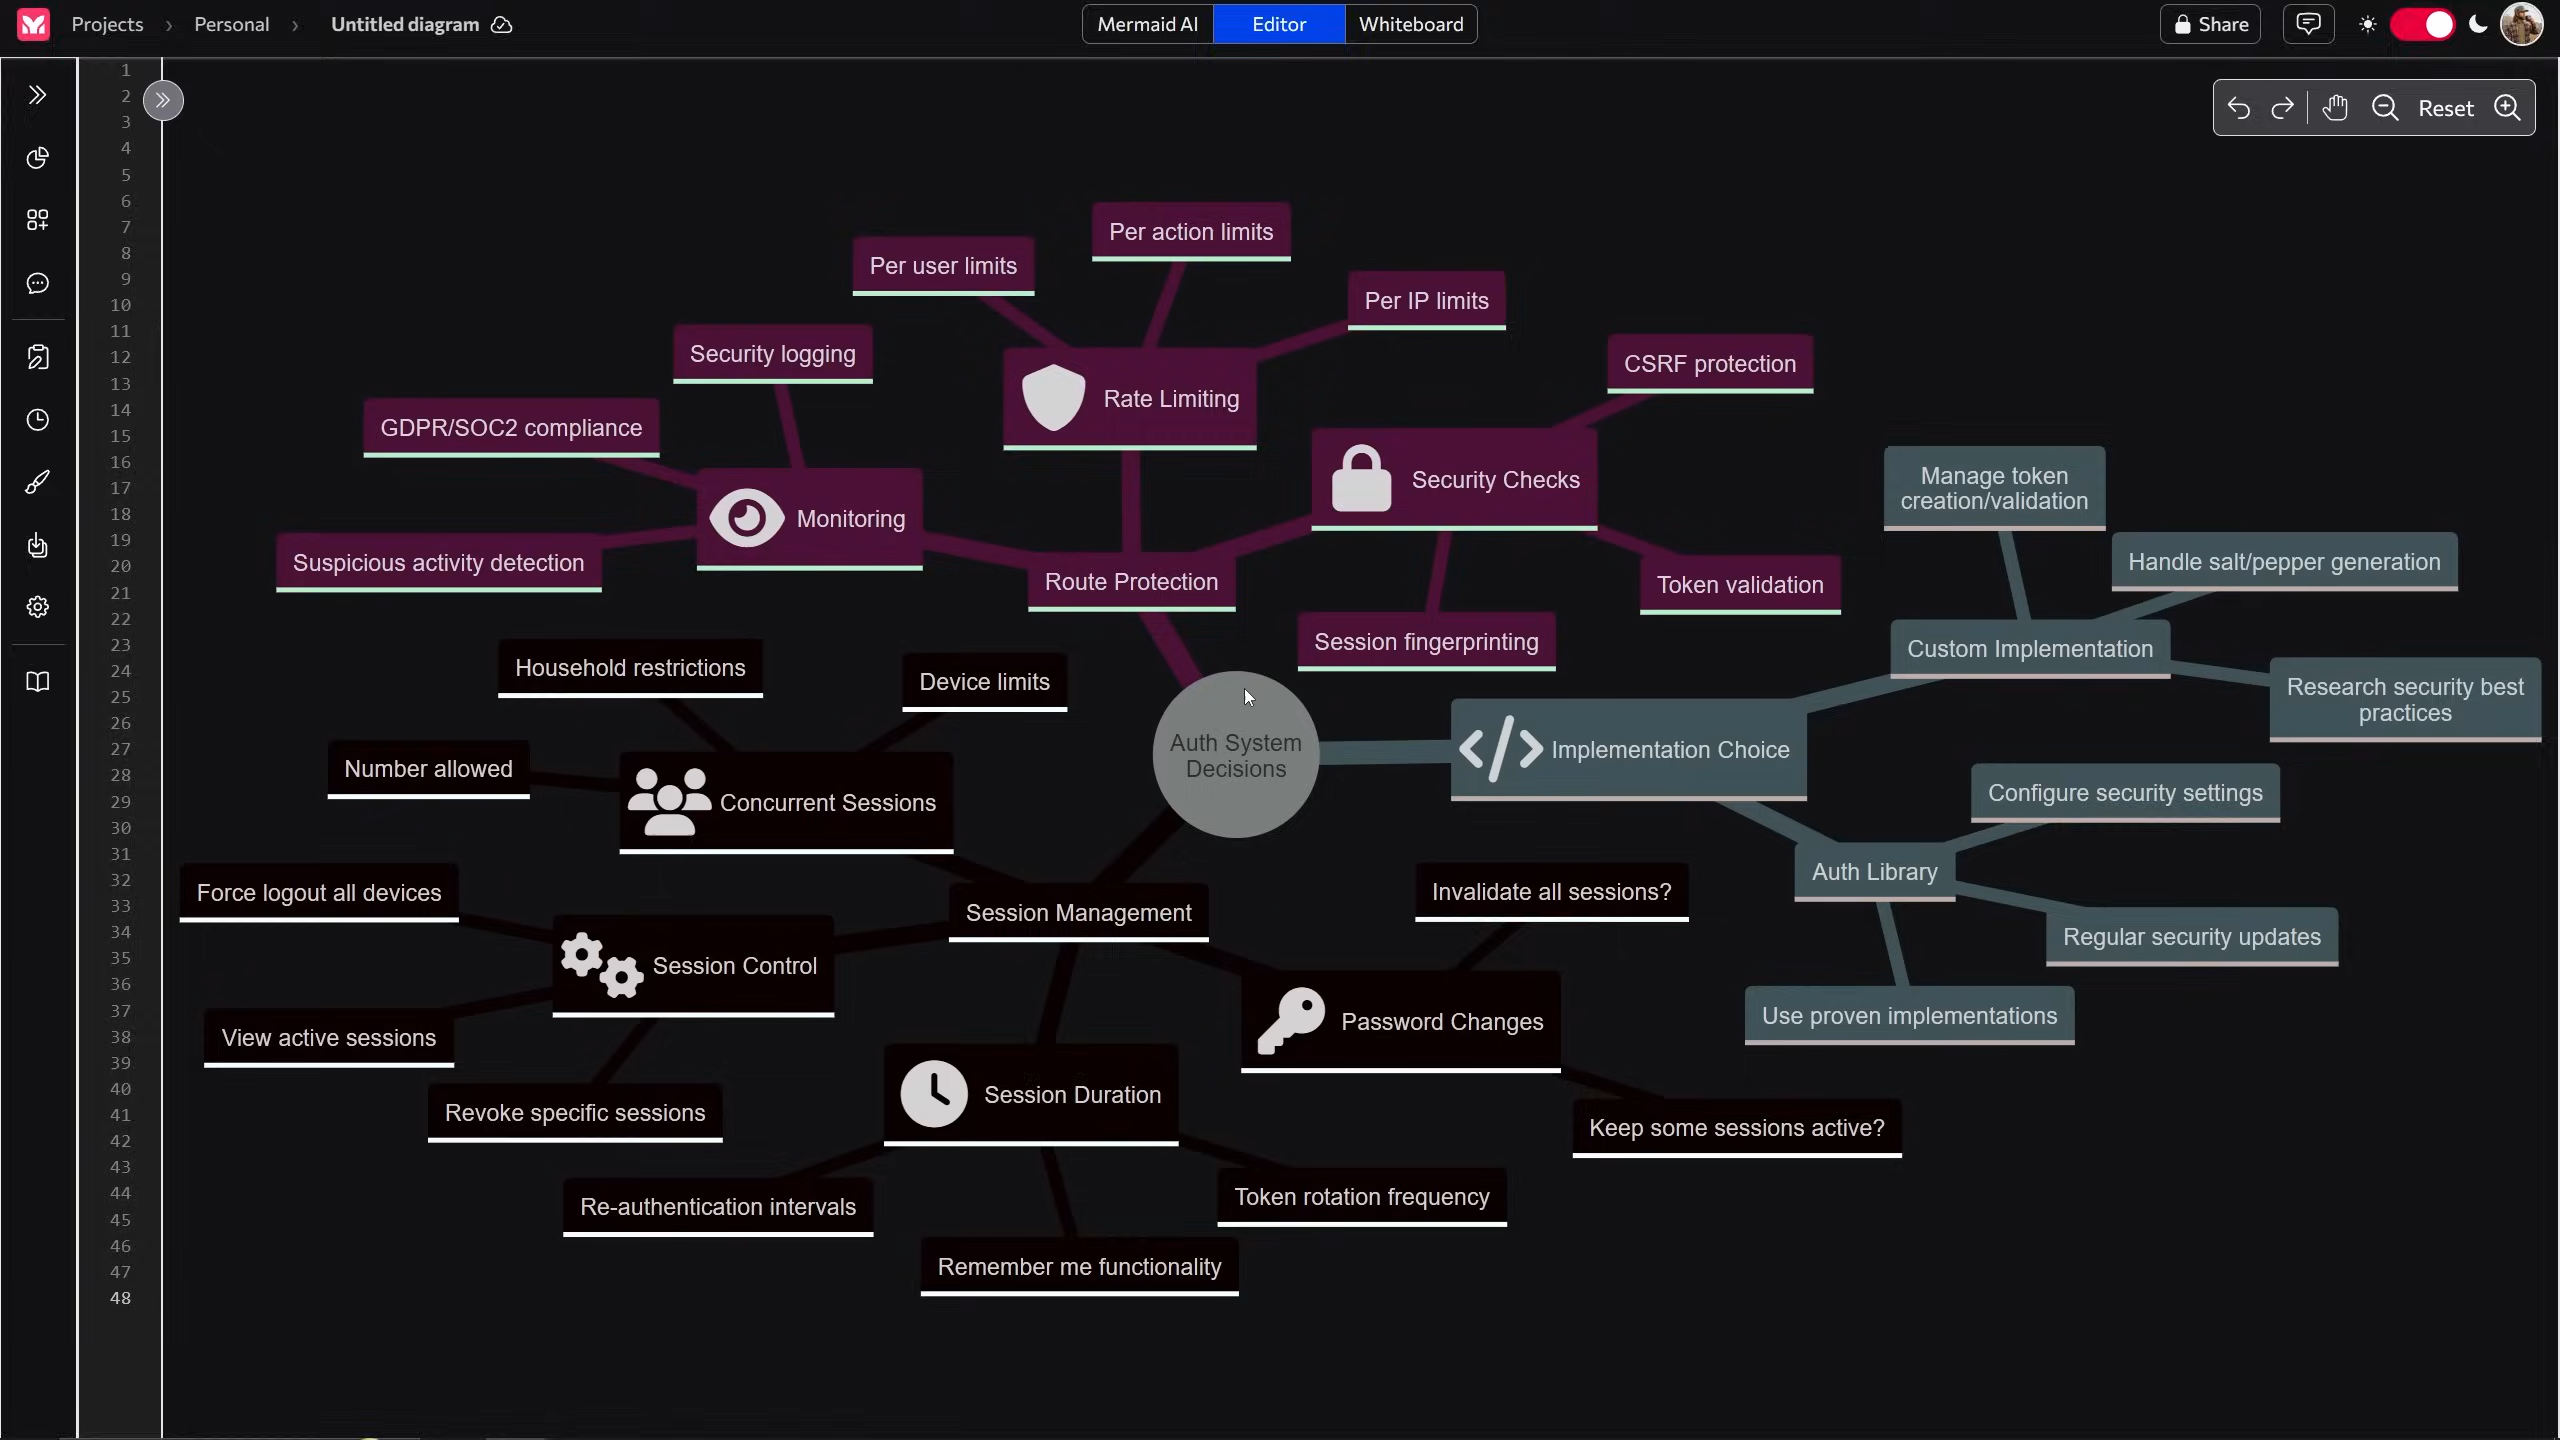 Projects
Personal
Untitled diagram
Mermaid AI
Editor
Whiteboard
Share
1
2
3
4
5
6
7
8
9
10
11
12
13
14
15
16
17
18
19
20
21
22
23
24
25
26
27
28
29
30
31
32
33
34
35
36
37
38
39
40
41
42
43
44
45
46
47
48
Reset
Per action limits
Per user limits
Per IP limits
Security logging
CSRF protection
Rate Limiting
GDPR/SOC2 compliance
Security Checks
Manage token
creation/validation
Monitoring
Suspicious activity detection
Handle salt/pepper generation
Route Protection
Token validation
Session fingerprinting
Custom Implementation
Household restrictions
Device limits
Research security best
practices
Auth System
Decisions
Implementation Choice
Number allowed
Concurrent Sessions
Configure security settings
Auth Library
Force logout all devices
Invalidate all sessions?
Session Management
Regular security updates
Session Control
Use proven implementations
Password Changes
View active sessions
Session Duration
Revoke specific sessions
Keep some sessions active?
Token rotation frequency
Re-authentication intervals
Remember me functionality